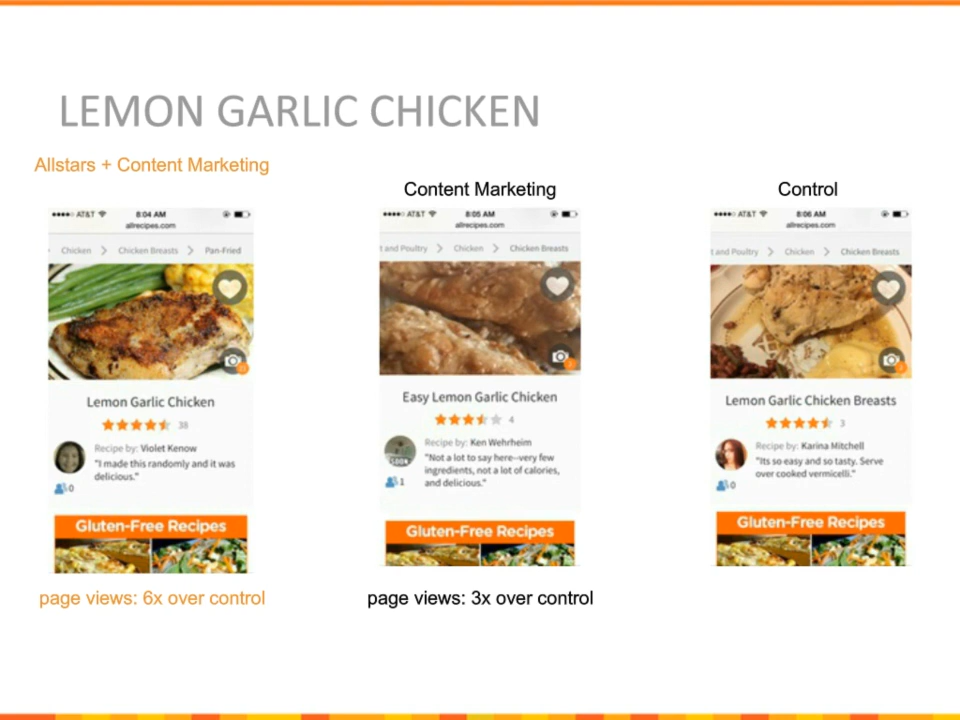 LEMON GARLIC CHICKEN
Allstars + Content Marketing
Content Marketing
Control
AT&T 8:04 AM
allrecipes.com
Chicken > Chicken Breasts > Pan-Fried
Lemon Garlic Chicken
38
Recipe by: Violet Kenow
"I made this randomly and it was
delicious."
0
Gluten-Free Recipes
page views: 6x over control
AT&T 8:05 AM
allrecipes.com
t and Poultry > Chicken > Chicken Breasts
Easy Lemon Garlic Chicken
4
Recipe by: Ken Wehrheim
"Not a lot to say here--very few
ingredients, not a lot of calories,
and delicious."
1
Gluten-Free Recipes
page views: 3x over control
AT&T 8:06 AM
allrecipes.com
t and Poultry > Chicken > Chicken Breasts
Lemon Garlic Chicken Breasts
3
Recipe by: Karina Mitchell
"Its so easy and so tasty. Serve
over cooked vermicelli."
0
Gluten-Free Recipes